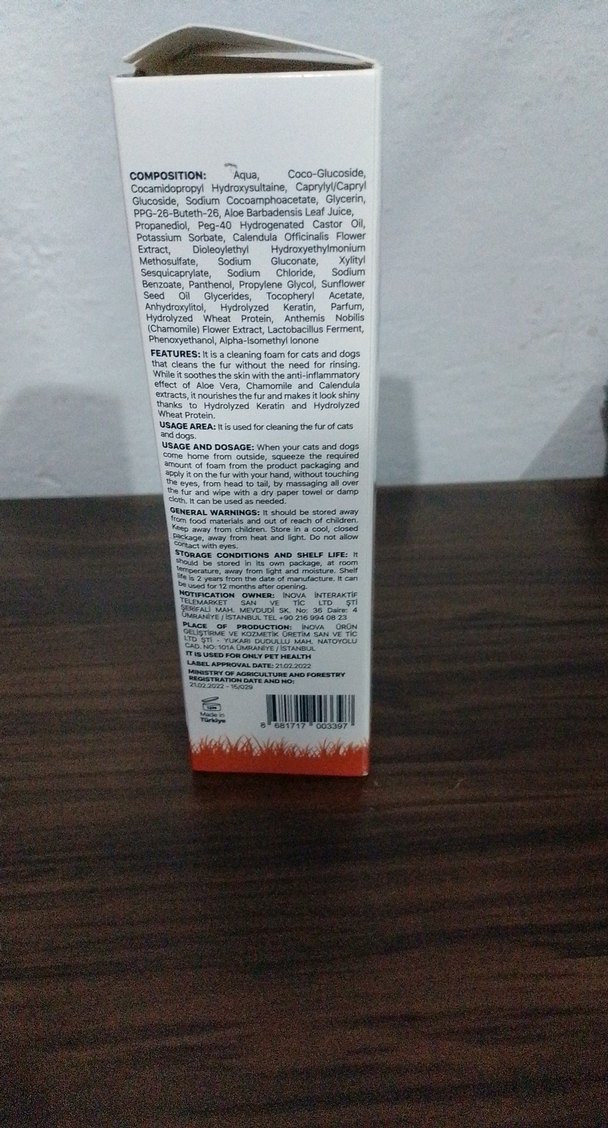 COMPOSITION: Aqua, Coco-Glucoside,
Cocamidopropyl Hydroxysultaine, Caprylyl/Capryl
Glucoside, Sodium Cocoamphoacetate, Glycerin,
PPG-26-Buteth-26, Aloe Barbadensis Leaf Juice,
Propanediol, Peg-40 Hydrogenated Castor Oil,
Potassium Sorbate, Calendula Officinalis Flower
Extract, Dioleoylethyl Hydroxyethylmonium
Methosulfate, Sodium Gluconate, Xylityl
Sesquicaprylate, Sodium Chloride, Sodium
Benzoate, Panthenol, Propylene Glycol, Sunflower
Seed Oil Glycerides, Tocopheryl Acetate,
Anhydroxylitol, Hydrolyzed Keratin, Parfum,
Hydrolyzed Wheat Protein, Anthemis Nobilis
(Chamomile) Flower Extract, Lactobacillus Ferment,
Phenoxyethanol, Alpha-Isomethyl Ionone
FEATURES: It is a cleaning foam for cats and dogs
that cleans the fur without the need for rinsing.
While it soothes the skin with the anti-inflammatory
effect of Aloe Vera, Chamomile and Calendula
extracts, it nourishes the fur and makes it look shiny
thanks to Hydrolyzed Keratin and Hydrolyzed
Wheat Protein.
USAGE AREA: It is used for cleaning the fur of cats
and dogs.
USAGE AND DOSAGE: When your cats and dogs
come home from outside, squeeze the required
amount of foam from the product packaging and
apply it on the fur with your hand, without touching
the eyes, from head to tail, by massaging all over
the fur and wipe with a dry paper towel or damp
cloth. It can be used as needed.
GENERAL WARNINGS: It should be stored away
from food materials and out of reach of children.
Keep away from children. Store in a cool, closed
package, away from heat and light. Do not allow
contact with eyes.
STORAGE CONDITIONS AND SHELF LIFE: It
should be stored in its own package, at room
temperature, away from light and moisture. Shelf
life is 2 years from the date of manufacture. It can
be used for 12 months after opening.
NOTIFICATION OWNER: İNOVA İNTERAKTİF
TELEMARKET SAN VE TİC LTD ŞTİ
ŞERİFALİ MAH. MEVDUDİ SK. No: 36 Daire: 4
ÜMRANİYE / İSTANBUL TEL +90 216 994 08 23
PLACE OF PRODUCTION: İNOVA ÜRÜN
GELİŞTİRME VE KOZMETİK ÜRETİM SAN VE TİC
LTD ŞTİ - YUKARI DUDULLU MAH. NATOYOLU
CAD. NO: 101A ÜMRANİYE / İSTANBUL
IT IS USED FOR ONLY PET HEALTH
LABEL APPROVAL DATE: 21.02.2022
MINISTRY OF AGRICULTURE AND FORESTRY
REGISTRATION DATE AND NO:
21.02.2022 - 16/029
Made in
Türkiye
8 681717 003397